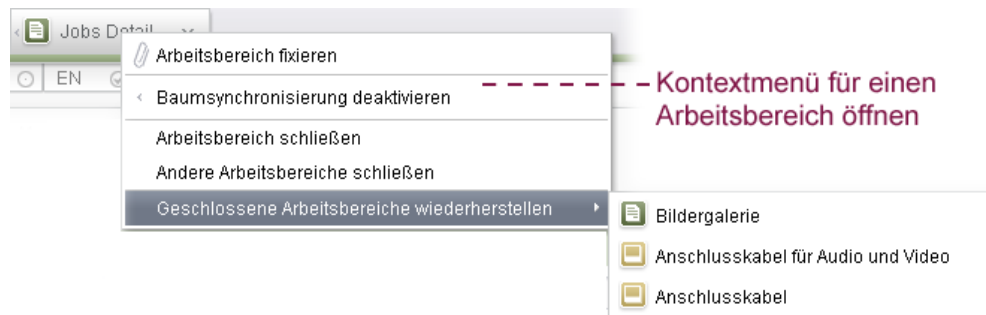 Jobs Detail
EN
Arbeitsbereich fixieren
Baumsynchronisierung deaktivieren
Arbeitsbereich schließen
Andere Arbeitsbereiche schließen
Geschlossene Arbeitsbereiche wiederherstellen
Kontextmenü für einen
Arbeitsbereich öffnen
Bildergalerie
Anschlusskabel für Audio und Video
Anschlusskabel